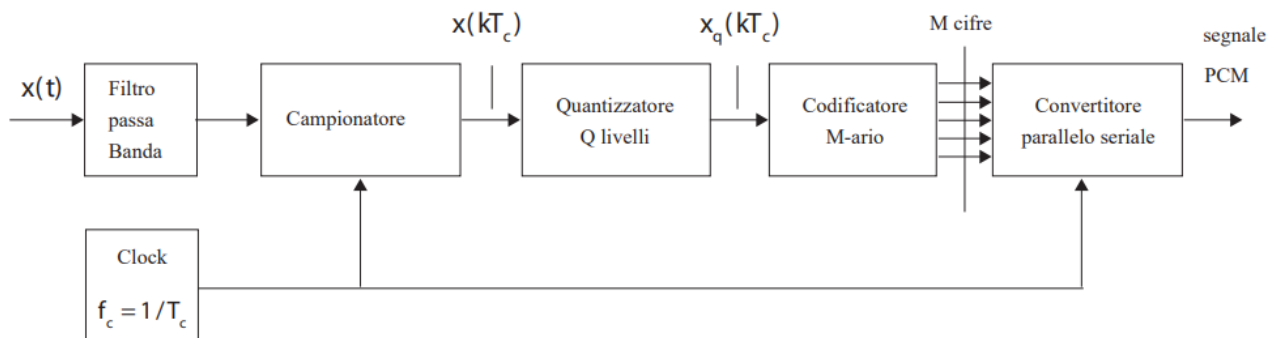 x(t)
Filtro
passa
Banda
Campionatore
x(kT_c)
Quantizzatore
Q livelli
x_q(kT_c)
Codificatore
M-ario
M cifre
Convertitore
parallelo seriale
segnale
PCM
Clock
f_c = 1/T_c